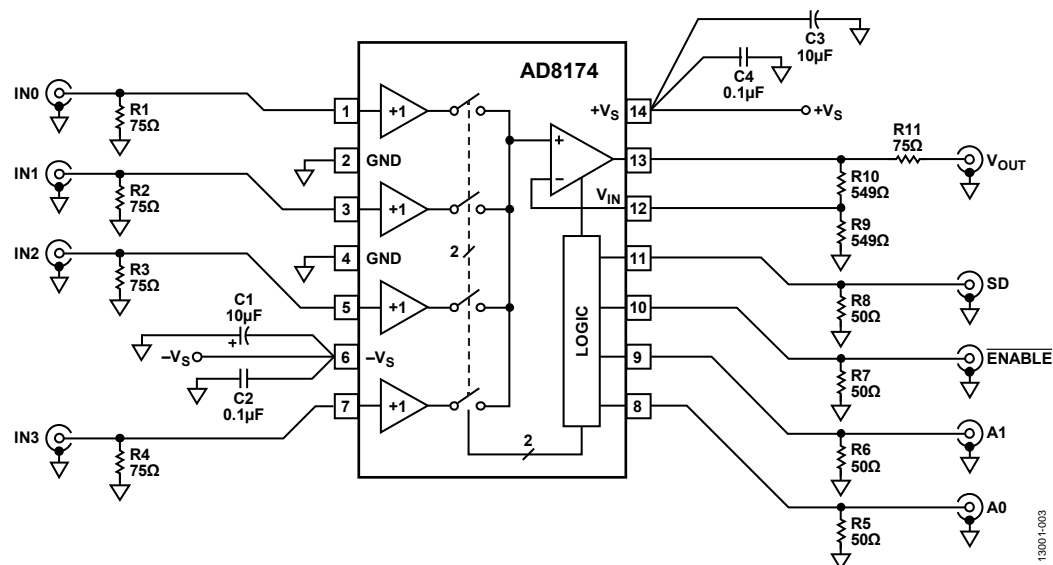 AD8174
C3
10µF
C4
0.1µF
+VS
14
+VS
IN0
R1
75Ω
1
+1
2
GND
IN1
R2
75Ω
3
+1
4
GND
2
IN2
R3
75Ω
5
+1
C1
10µF
+
–VS
6
–VS
C2
0.1µF
7
+1
IN3
R4
75Ω
2
LOGIC
+
–
VIN
13
R11
75Ω
VOUT
R10
549Ω
12
R9
549Ω
11
SD
R8
50Ω
10
ENABLE
R7
50Ω
9
A1
R6
50Ω
8
A0
R5
50Ω
13001-003